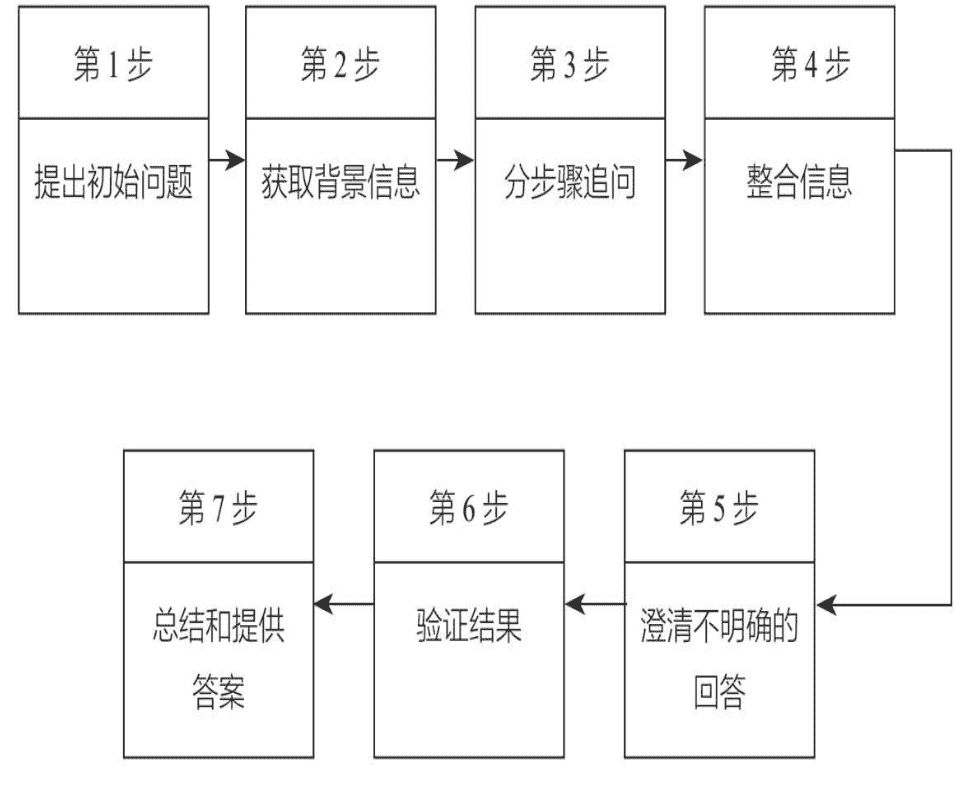 第 1 步
提出初始问题
第 2 步
获取背景信息
第 3 步
分步骤追问
第 4 步
整合信息
第 5 步
澄清不明确的
回答
第 6 步
验证结果
第 7 步
总结和提供
答案